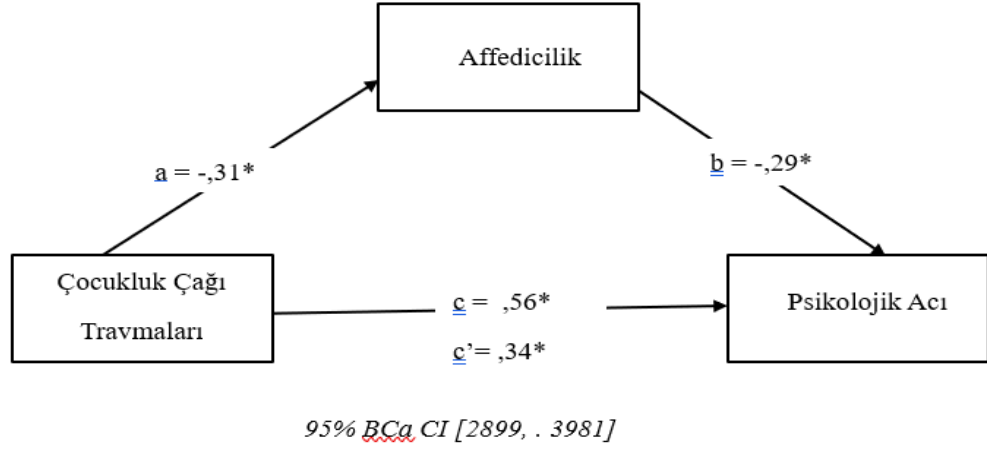 Affedicilik
a = -,31*
b = -,29*
Çocukluk Çağı
Travmaları
c = ,56*
c’= ,34*
Psikolojik Acı
95% BCa CI [2899, . 3981]